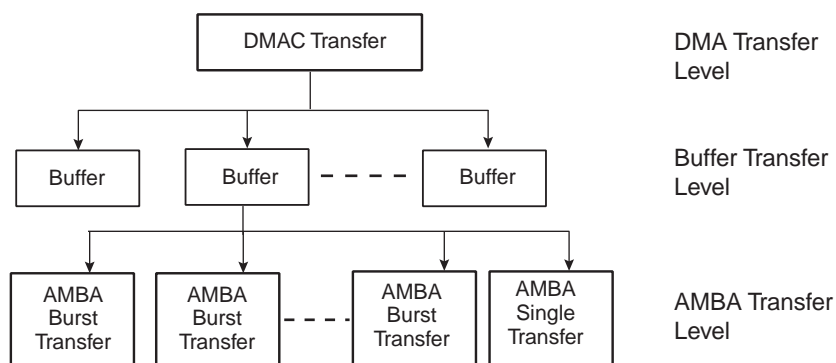 DMAC Transfer
DMA Transfer
Level
Buffer
Buffer
Buffer
Buffer Transfer
Level
AMBA
Burst
Transfer
AMBA
Burst
Transfer
AMBA
Burst
Transfer
AMBA
Single
Transfer
AMBA Transfer
Level